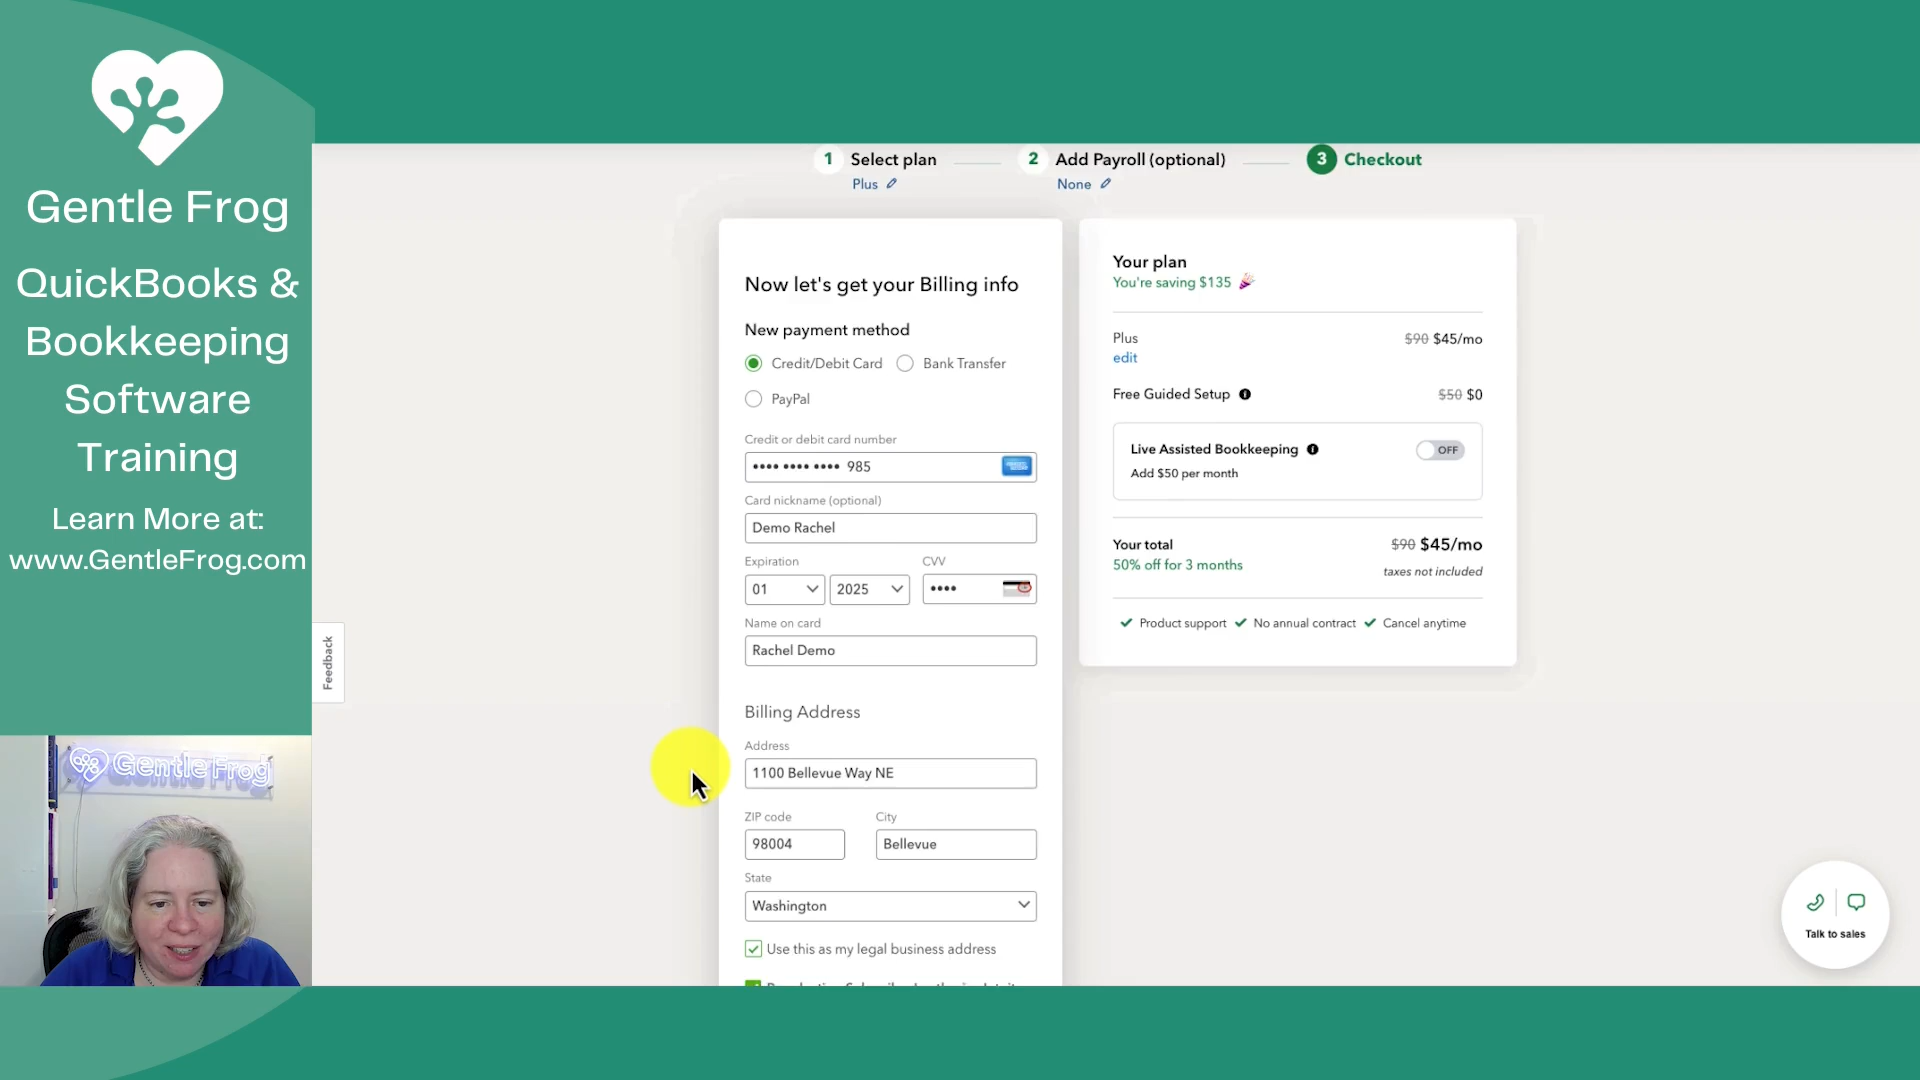 Gentle Frog
QuickBooks &
Bookkeeping
Software
Training
Learn More at:
www.GentleFrog.com
Gentle Frog
1 Select plan
Plus
2 Add Payroll (optional)
None
3 Checkout
Feedback
Now let's get your Billing info
New payment method
Credit/Debit Card
Bank Transfer
PayPal
Credit or debit card number
•••• •••• •••• 985
Card nickname (optional)
Demo Rachel
Expiration
CVV
01
2025
••••
Name on card
Rachel Demo
Billing Address
Address
1100 Bellevue Way NE
ZIP code
City
98004
Bellevue
State
Washington
Use this as my legal business address
Your plan
You're saving $135
Plus
$90 $45/mo
edit
Free Guided Setup
$50 $0
Live Assisted Bookkeeping
OFF
Add $50 per month
Your total
$90 $45/mo
50% off for 3 months
taxes not included
Product support
No annual contract
Cancel anytime
Talk to sales